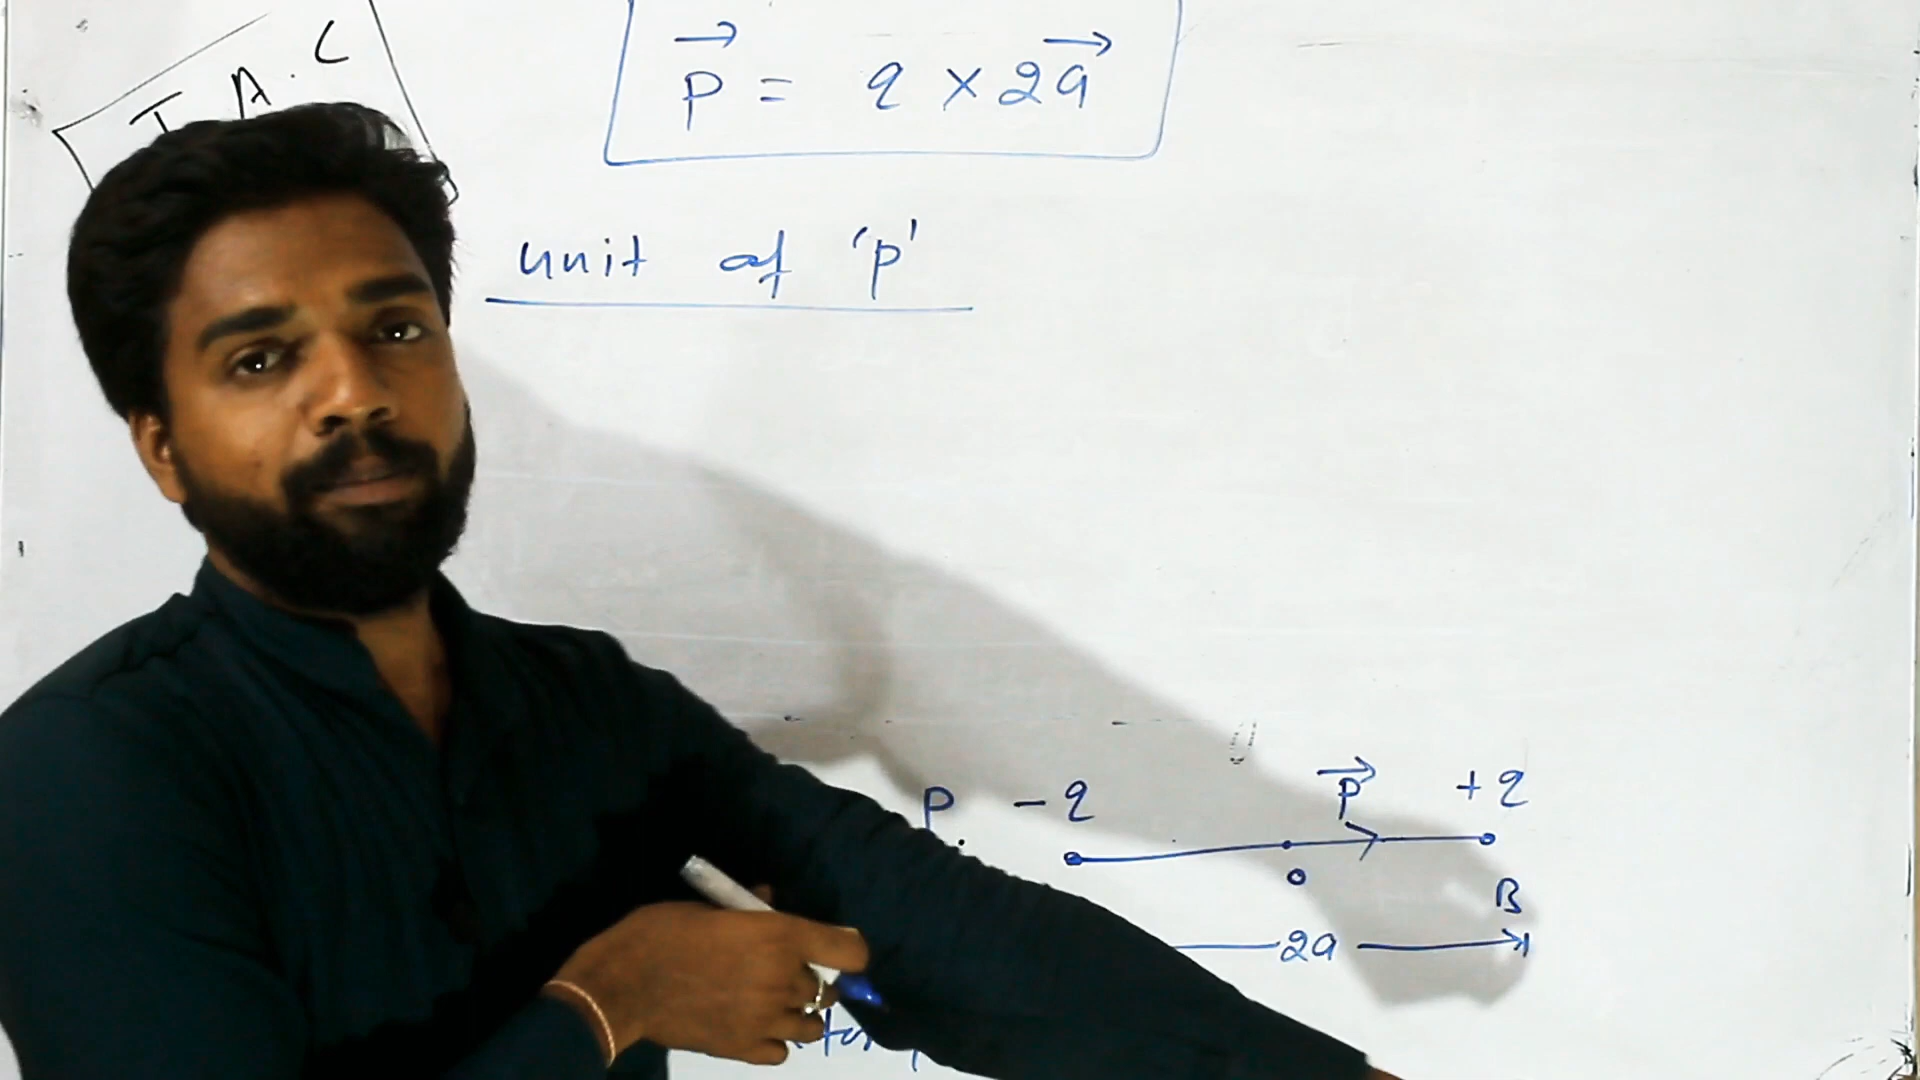 I.A.C
p⃗ = q × 2a⃗
unit of 'p'
P. -q p⃗ +q
o
B
2a